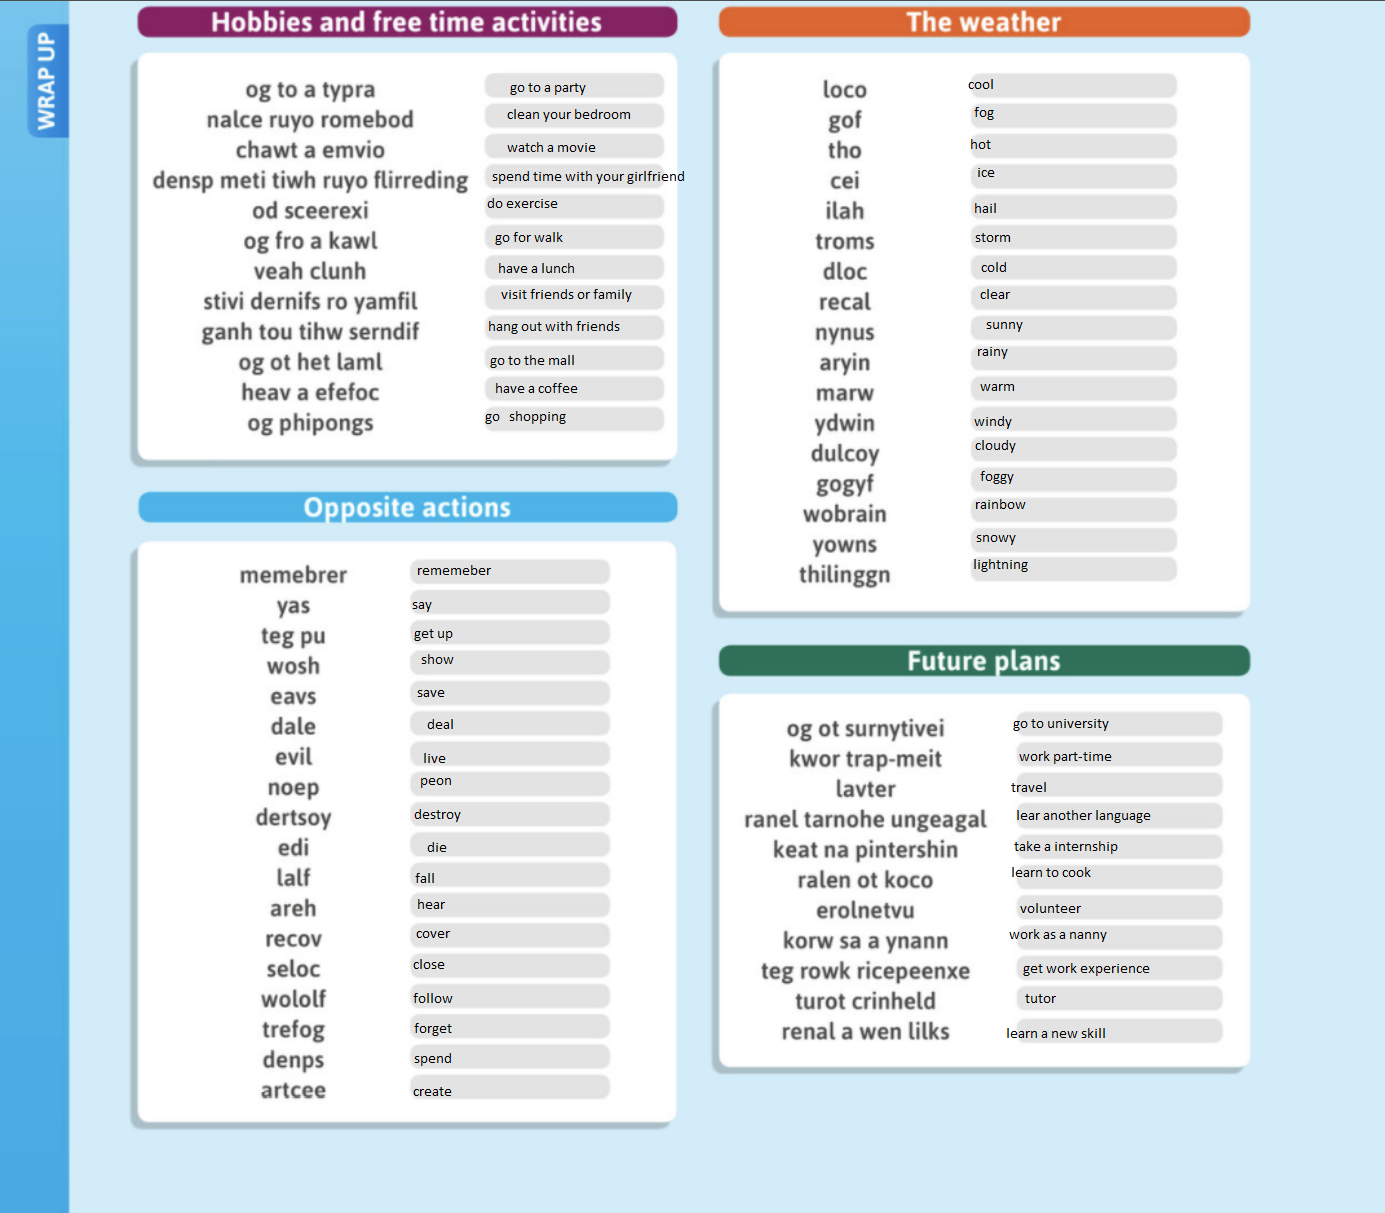 WRAP UP
Hobbies and free time activities
og to a typra go to a party
nalce ruyo romebod clean your bedroom
chawt a emvio watch a movie
densp meti tiwh ruyo flirreding spend time with your girlfriend
od sceerexi do exercise
og fro a kawl go for walk
veah clunh have a lunch
stivi dernifs ro yamfil visit friends or family
ganh tou tihw serndif hang out with friends
og ot het laml go to the mall
heav a efefoc have a coffee
og phipongs go shopping
Opposite actions
memebrer rememeber
yas say
teg pu get up
wosh show
eavs save
dale deal
evil live
noep peon
dertsoy destroy
edi die
lalf fall
areh hear
recov cover
seloc close
wololf follow
trefog forget
denps spend
artcee create
The weather
loco cool
gof fog
tho hot
cei ice
ilah hail
troms storm
dloc cold
recal clear
nynus sunny
aryin rainy
marw warm
ydwin windy
dulcoy cloudy
gogyf foggy
wobrain rainbow
yowns snowy
thilinggn lightning
Future plans
og ot surnytivei go to university
kwor trap-meit work part-time
lavter travel
ranel tarnohe ungeagal lear another language
keat na pintershin take a internship
ralen ot koco learn to cook
erolnetvu volunteer
korw sa a ynann work as a nanny
teg rowk ricepeenxe get work experience
turot crinheld tutor
renal a wen lilks learn a new skill